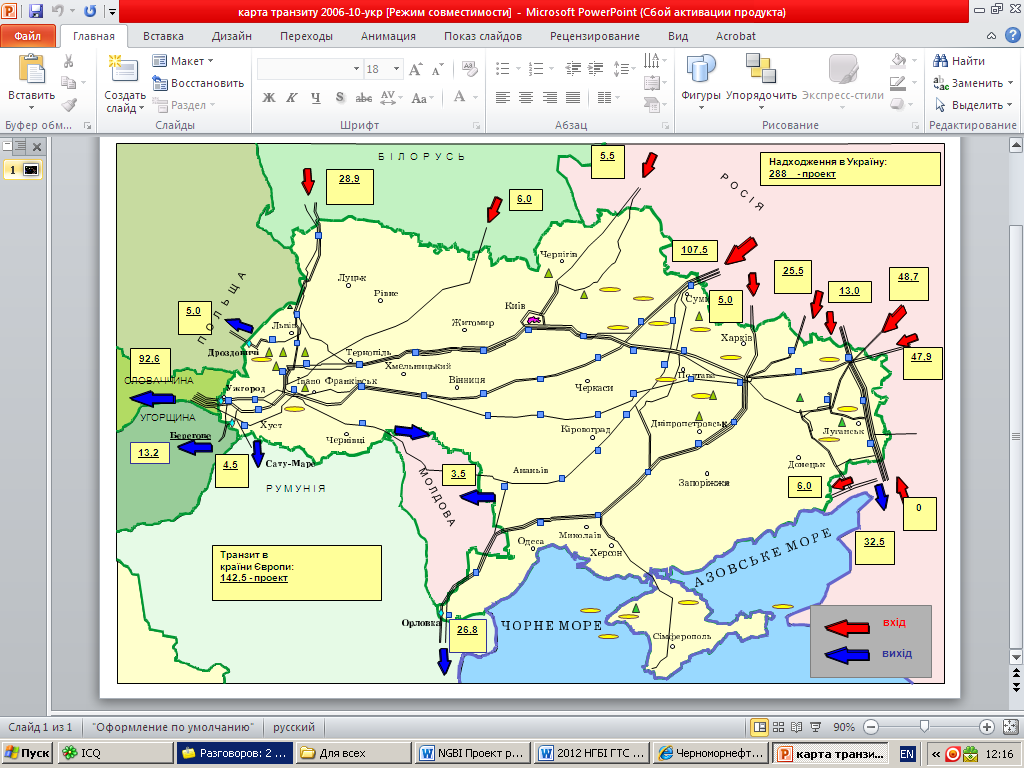 карта транзиту 2006-10-укр [Режим совместимости] - Microsoft PowerPoint (Сбой активации продукта)
Файл Главная Вставка Дизайн Переходы Анимация Показ слайдов Рецензирование Вид Acrobat
Вставить
Создать слайд
Макет
Восстановить
Раздел
18
Ж К Ч S abc AV Aa A
Фигуры Упорядочить Экспресс-стили
Найти
Заменить
Выделить
Буфер обм... Слайды Шрифт Абзац Рисование Редактирование
1
БІЛОРУСЬ
5,5
Надходження в Україну:
288 - проект
28,9
6,0
РОСІЯ
107,5
Чернігів
25,5
48,7
13,0
ПОЛЬЩА
Луцьк
Рівне
Київ
Суми
5,0
5,0
Львів
Житомир
Харків
Дроздовичі
Тернопіль
47,9
92,6
Хмельницький
СЛОВАЧЧИНА
Ужгород
Івано Франківськ
Вінниця
Черкаси
Полтава
УГОРЩИНА
Хуст
Берегове
Чернівці
Кіровоград
Дніпропетровськ
Луганськ
13,2
4,5
Сату-Маре
3,5
Ананьїв
Донецьк
РУМУНІЯ
МОЛДОВА
Запоріжжя
6,0
0
Одеса
Миколаїв
Херсон
32,5
АЗОВСЬКЕ МОРЕ
Транзит в
країни Європи:
142,5 - проект
Орловка
26,8
ЧОРНЕ МОРЕ
Сімферополь
вхід
вихід
Слайд 1 из 1 "Оформление по умолчанию" русский 90%
Пуск ICQ Разговоров: 2 ... Для всех NGBI Проект р... 2012 НГБІ ГТС ... Черноморнефт... карта транзи... EN « 12:16